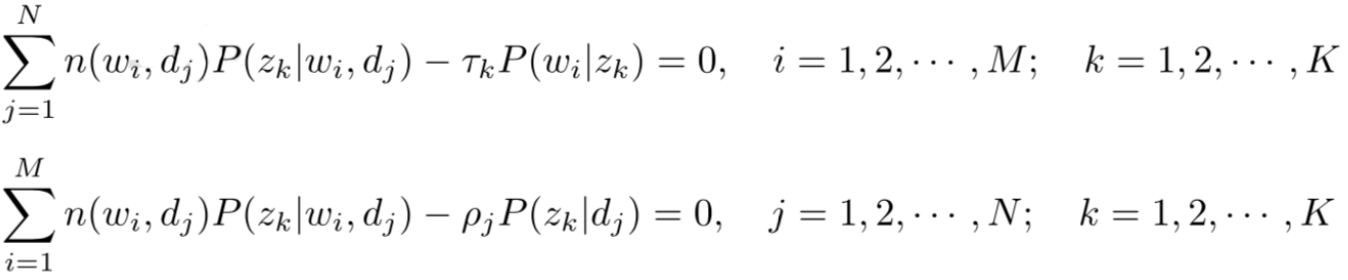 $\sum_{j=1}^{N} n(w_i, d_j) P(z_k | w_i, d_j) - \tau_k P(w_i | z_k) = 0, \quad i = 1, 2, \cdots, M; \quad k = 1, 2, \cdots, K$
$\sum_{i=1}^{M} n(w_i, d_j) P(z_k | w_i, d_j) - \rho_j P(z_k | d_j) = 0, \quad j = 1, 2, \cdots, N; \quad k = 1, 2, \cdots, K$